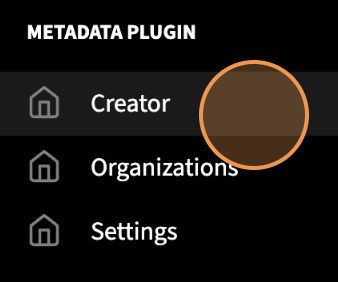 METADATA PLUGIN
Creator
Organizations
Settings